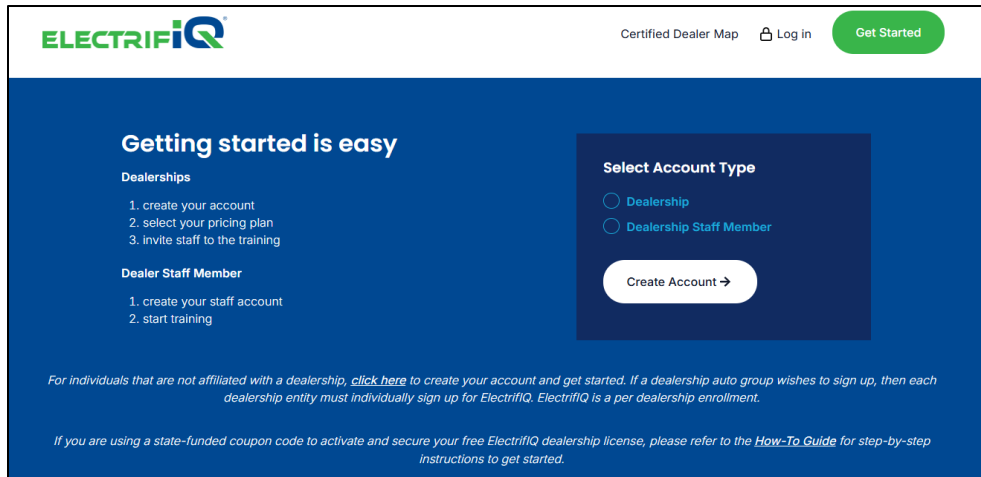 ELECTRIFIQ®
Certified Dealer Map
Log in
Get Started
Getting started is easy
Dealerships
1. create your account
2. select your pricing plan
3. invite staff to the training
Dealer Staff Member
1. create your staff account
2. start training
Select Account Type
Dealership
Dealership Staff Member
Create Account →
For individuals that are not affiliated with a dealership, click here to create your account and get started. If a dealership auto group wishes to sign up, then each
dealership entity must individually sign up for ElectrifIQ. ElectrifIQ is a per dealership enrollment.
If you are using a state-funded coupon code to activate and secure your free ElectrifIQ dealership license, please refer to the How-To Guide for step-by-step
instructions to get started.